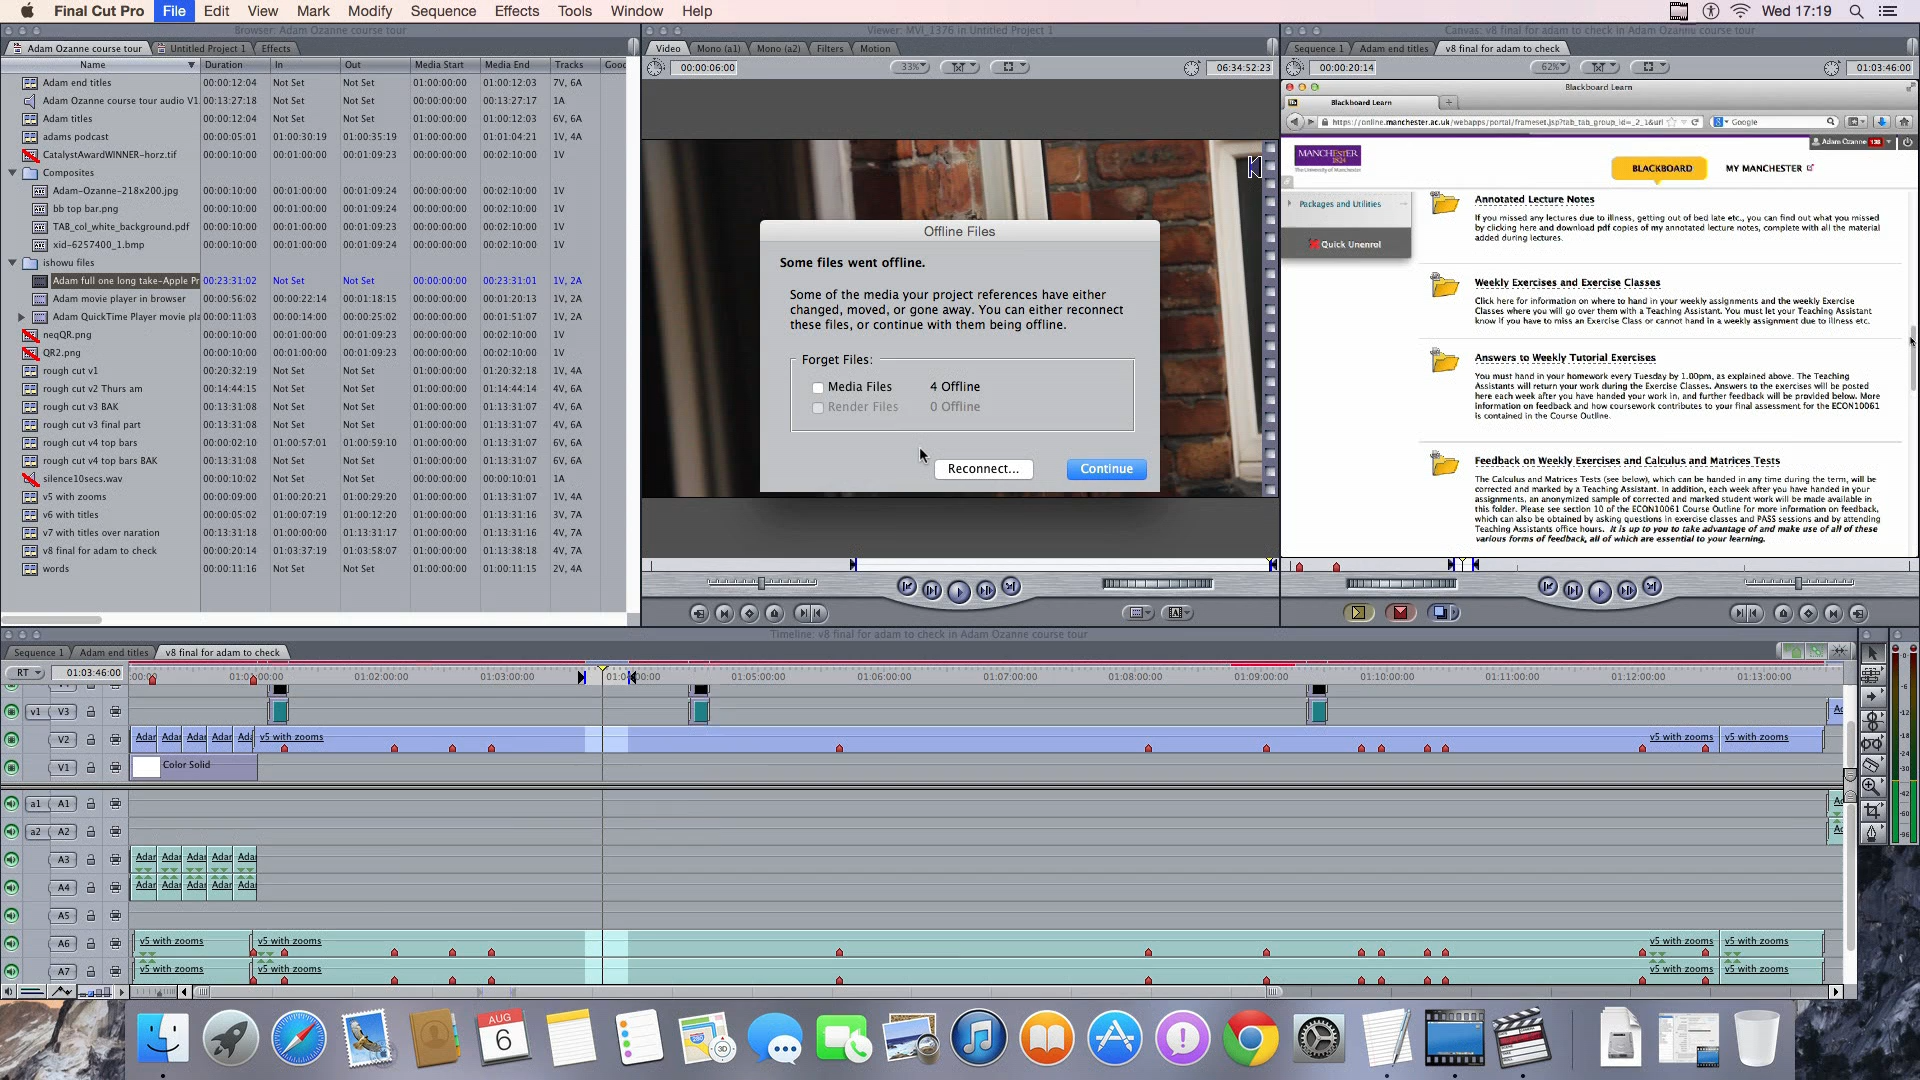 Final Cut Pro File Edit View Mark Modify Sequence Effects Tools Window Help Wed 17:19
Browser: Adam Ozanne course tour
Adam Ozanne course tour Untitled Project 1 Effects
Name Duration In Out Media Start Media End Tracks Good
Adam end titles 00:00:12:04 Not Set Not Set 01:00:00:00 01:00:12:03 7V, 6A
Adam Ozanne course tour audio V1 00:13:27:18 Not Set Not Set 00:00:00:00 00:13:27:17 1A
Adam titles 00:00:12:04 Not Set Not Set 01:00:00:00 01:00:12:03 6V, 6A
adams podcast 00:00:05:01 01:00:30:19 01:00:35:19 01:00:00:00 01:01:04:21 1V, 4A
CatalystAwardWINNER-horz.tif 00:00:10:00 00:01:00:00 00:01:09:23 00:00:00:00 00:02:10:00 1V
Composites
Adam-Ozanne-218x200.jpg 00:00:10:00 00:01:00:00 00:01:09:24 00:00:00:00 00:02:10:00 1V
bb top bar.png 00:00:10:00 00:01:00:00 00:01:09:24 00:00:00:00 00:02:10:00 1V
TAB_col_white_background.pdf 00:00:10:00 00:01:00:00 00:01:09:24 00:00:00:00 00:02:10:00 1V
xid-6257400_1.bmp 00:00:10:00 00:01:00:00 00:01:09:24 00:00:00:00 00:02:10:00 1V
ishowu files
Adam full one long take-Apple Pr 00:23:31:02 Not Set Not Set 00:00:00:00 00:23:31:01 1V, 2A
Adam movie player in browser 00:00:56:02 00:00:22:14 00:01:18:15 00:00:00:00 00:01:20:13 1V, 2A
Adam QuickTime Player movie pla 00:00:11:03 00:00:14:00 00:00:25:02 00:00:00:00 00:01:51:07 1V, 2A
neqQR.png 00:00:10:00 00:01:00:00 00:01:09:23 00:00:00:00 00:02:10:00 1V
QR2.png 00:00:10:00 00:01:00:00 00:01:09:23 00:00:00:00 00:02:10:00 1V
rough cut v1 00:20:32:19 Not Set Not Set 01:00:00:00 01:20:32:18 1V, 4A
rough cut v2 Thurs am 00:14:44:15 Not Set Not Set 01:00:00:00 01:14:44:14 4V, 6A
rough cut v3 BAK 00:13:31:08 Not Set Not Set 01:00:00:00 01:13:31:07 4V, 6A
rough cut v3 final part 00:13:31:08 Not Set Not Set 01:00:00:00 01:13:31:07 4V, 6A
rough cut v4 top bars 00:00:02:10 01:00:57:01 01:00:59:10 01:00:00:00 01:13:31:07 6V, 6A
rough cut v4 top bars BAK 00:13:31:08 Not Set Not Set 01:00:00:00 01:13:31:07 6V, 6A
silence10secs.wav 00:00:10:02 Not Set Not Set 00:00:00:00 00:00:10:01 1A
v5 with zooms 00:00:09:00 01:00:20:21 01:00:29:20 01:00:00:00 01:13:31:07 1V, 4A
v6 with titles 00:00:05:02 01:00:07:19 01:00:12:20 01:00:00:00 01:13:31:16 3V, 7A
v7 with titles over naration 00:13:31:18 01:00:00:00 01:13:31:17 01:00:00:00 01:13:31:16 4V, 7A
v8 final for adam to check 00:00:20:14 01:03:37:19 01:03:58:07 01:00:00:00 01:13:38:18 4V, 7A
words 00:00:11:16 Not Set Not Set 01:00:00:00 01:00:11:15 2V, 4A
Viewer: MVI_1376 in Untitled Project 1
Video Mono (a1) Mono (a2) Filters Motion
00:00:06:00 33% 06:34:52:23
Offline Files
Some files went offline.
Some of the media your project references have either
changed, moved, or gone away. You can either reconnect
these files, or continue with them being offline.
Forget Files:
Media Files 4 Offline
Render Files 0 Offline
Reconnect... Continue
Canvas: v8 final for adam to check in Adam Ozanne course tour
Sequence 1 Adam end titles v8 final for adam to check
00:00:20:14 62% 01:03:46:00
Blackboard Learn
Blackboard Learn
https://online.manchester.ac.uk/webapps/portal/frameset.jsp?tab_tab_group_id=_2_1&url Google
Adam Ozanne 138
MANCHESTER
1824
The University of Manchester
BLACKBOARD MY MANCHESTER
Packages and Utilities
Quick Unenrol
Annotated Lecture Notes
If you missed any lectures due to illness, getting out of bed late etc., you can find out what you missed
by clicking here and download pdf copies of my annotated lecture notes, complete with all the material
added during lectures.
Weekly Exercises and Exercise Classes
Click here for information on where to hand in your weekly assignments and the weekly Exercise
Classes where you will go over them with a Teaching Assistant. You must let your Teaching Assistant
know if you have to miss an Exercise Class or cannot hand in a weekly assignment due to illness etc.
Answers to Weekly Tutorial Exercises
You must hand in your homework every Tuesday by 1.00pm, as explained above. The Teaching
Assistants will return your work during the Exercise Classes. Answers to the exercises will be posted
here each week after you have handed your work in, and further feedback will be provided below. More
information on feedback and how coursework contributes to your final assessment for the ECON10061
is contained in the Course Outline.
Feedback on Weekly Exercises and Calculus and Matrices Tests
The Calculus and Matrices Tests (see below), which can be handed in any time during the term, will be
corrected and marked by a Teaching Assistant. In addition, each week after you have handed in your
assignments, an anonymized sample of corrected and marked student work will be made available in
this folder. Please see section 10 of the ECON10061 Course Outline for more information on feedback,
which can also be obtained by asking questions in exercise classes and PASS sessions and by attending
Teaching Assistants office hours. It is up to you to take advantage of and make use of all of these
various forms of feedback, all of which are essential to your learning.
Timeline: v8 final for adam to check in Adam Ozanne course tour
Sequence 1 Adam end titles v8 final for adam to check
RT 01:03:46:00 :00:00 01:01:00:00 01:02:00:00 01:03:00:00 01:04:00:00 01:05:00:00 01:06:00:00 01:07:00:00 01:08:00:00 01:09:00:00 01:10:00:00 01:11:00:00 01:12:00:00 01:13:00:00
v1 V3
V2 Adar Adar Adar Adar Ada v5 with zooms v5 with zooms v5 with zooms
V1 Color Solid
a1 A1
a2 A2
A3 Adar Adar Adar Adar Adar
A4 Adar Adar Adar Adar Adar
A5
A6 v5 with zooms v5 with zooms v5 with zooms v5 with zooms
A7 v5 with zooms v5 with zooms v5 with zooms v5 with zooms
AUG
6
3D